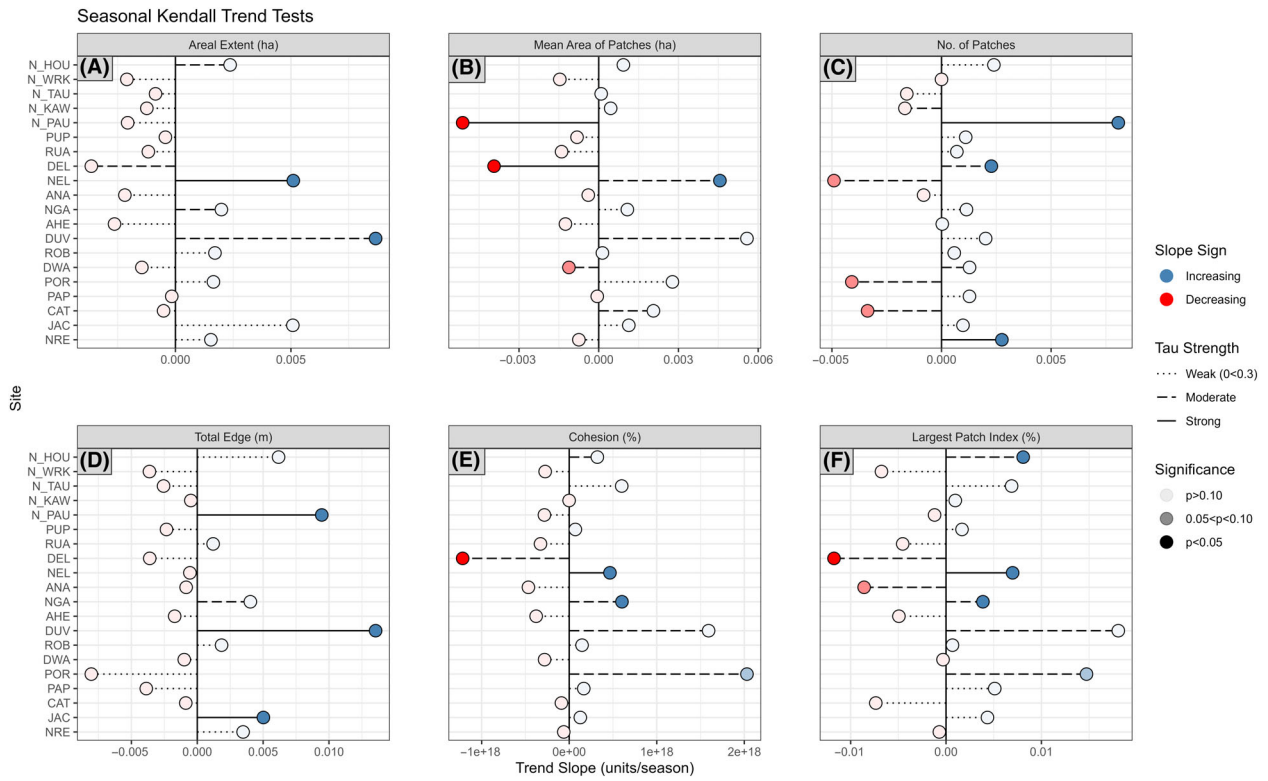 Seasonal Kendall Trend Tests
Areal Extent (ha)
Mean Area of Patches (ha)
No. of Patches
(A)
(B)
(C)
N_HOU
N_WRK
N_TAU
N_KAW
N_PAU
PUP
RUA
DEL
NEL
ANA
NGA
AHE
DUV
ROB
DWA
POR
PAP
CAT
JAC
NRE
0.000 0.005
-0.003 0.000 0.003 0.006
-0.005 0.000 0.005
Total Edge (m)
Cohesion (%)
Largest Patch Index (%)
(D)
(E)
(F)
N_HOU
N_WRK
N_TAU
N_KAW
N_PAU
PUP
RUA
DEL
NEL
ANA
NGA
AHE
DUV
ROB
DWA
POR
PAP
CAT
JAC
NRE
−0.005 0.000 0.005 0.010
−1e+18 0e+00 1e+18 2e+18
−0.01 0.00 0.01
Site
Trend Slope (units/season)
Slope Sign
Increasing
Decreasing
Tau Strength
Weak (0<0.3)
Moderate
Strong
Significance
p>0.10
0.05<p<0.10
p<0.05